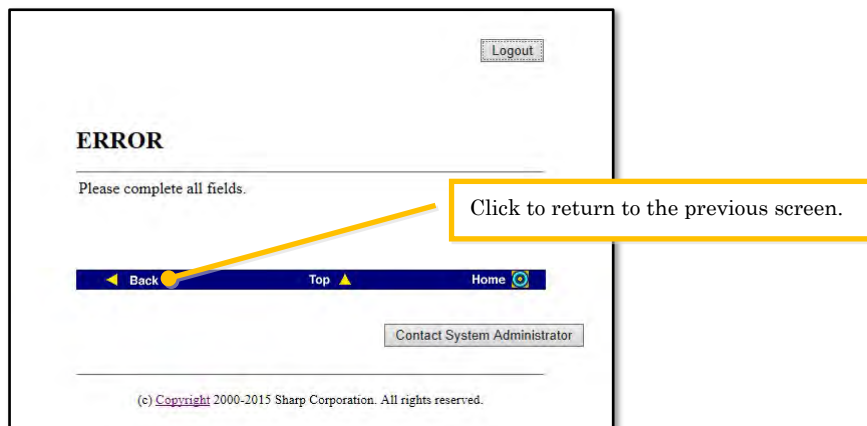 Logout
ERROR
Please complete all fields.
Click to return to the previous screen.
Back Top Home
Contact System Administrator
(c) Copyright 2000-2015 Sharp Corporation. All rights reserved.